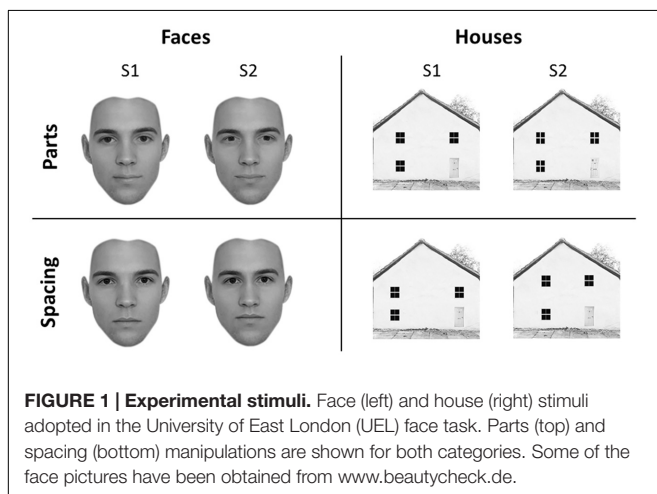 Faces
Houses
S1
S2
S1
S2
Parts
Spacing
FIGURE 1 | Experimental stimuli. Face (left) and house (right) stimuli
adopted in the University of East London (UEL) face task. Parts (top) and
spacing (bottom) manipulations are shown for both categories. Some of the
face pictures have been obtained from www.beautycheck.de.